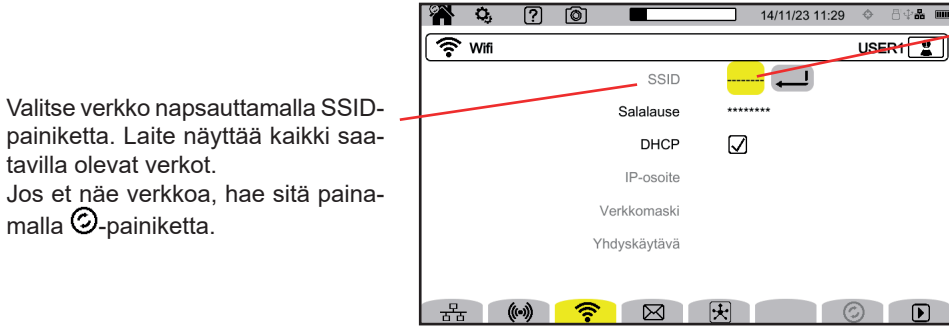 14/11/23 11:29
Wifi
USER1
SSID
--------
Salalause
********
DHCP
IP-osoite
Verkkomaski
Yhdyskäytävä
Valitse verkko napsauttamalla SSID-
painiketta. Laite näyttää kaikki saa-
tavilla olevat verkot.
Jos et näe verkkoa, hae sitä paina-
malla -painiketta.